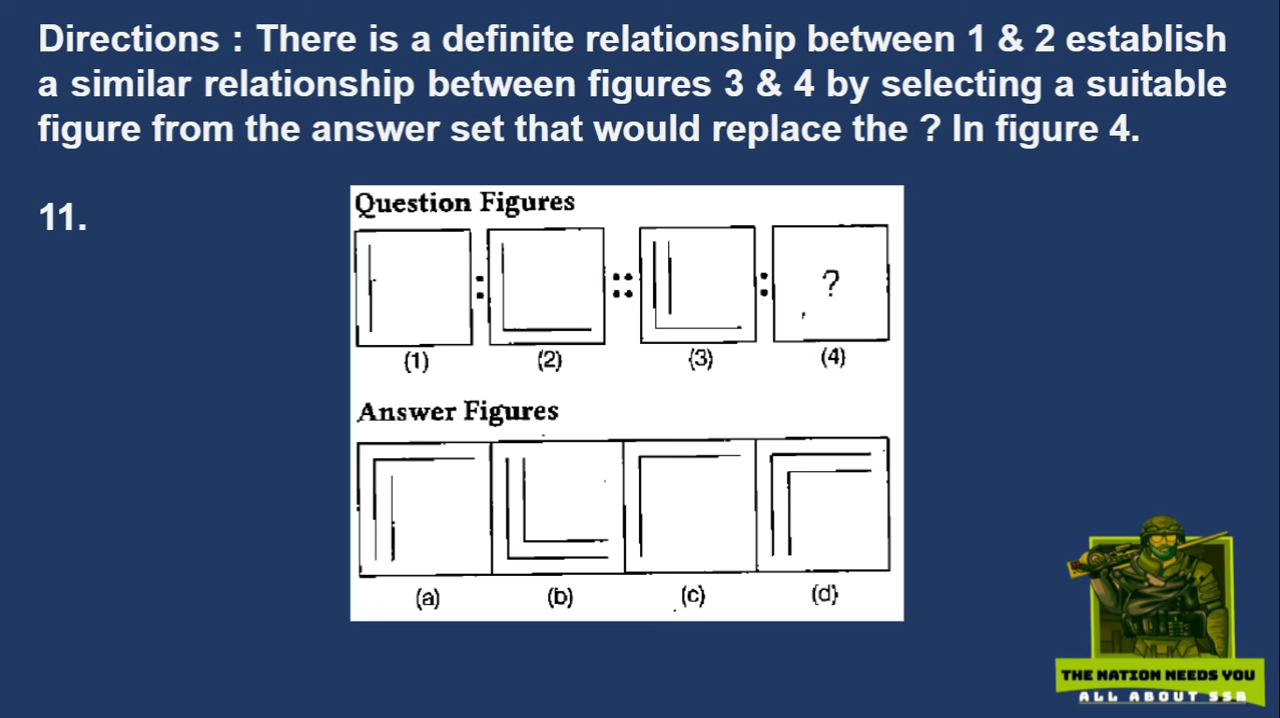 Directions : There is a definite relationship between 1 & 2 establish
a similar relationship between figures 3 & 4 by selecting a suitable
figure from the answer set that would replace the ? In figure 4.
11.
Question Figures
: :: : ?
(1) (2) (3) (4)
Answer Figures
(a) (b) (c) (d)
THE NATION NEEDS YOU
ALL ABOUT SSB